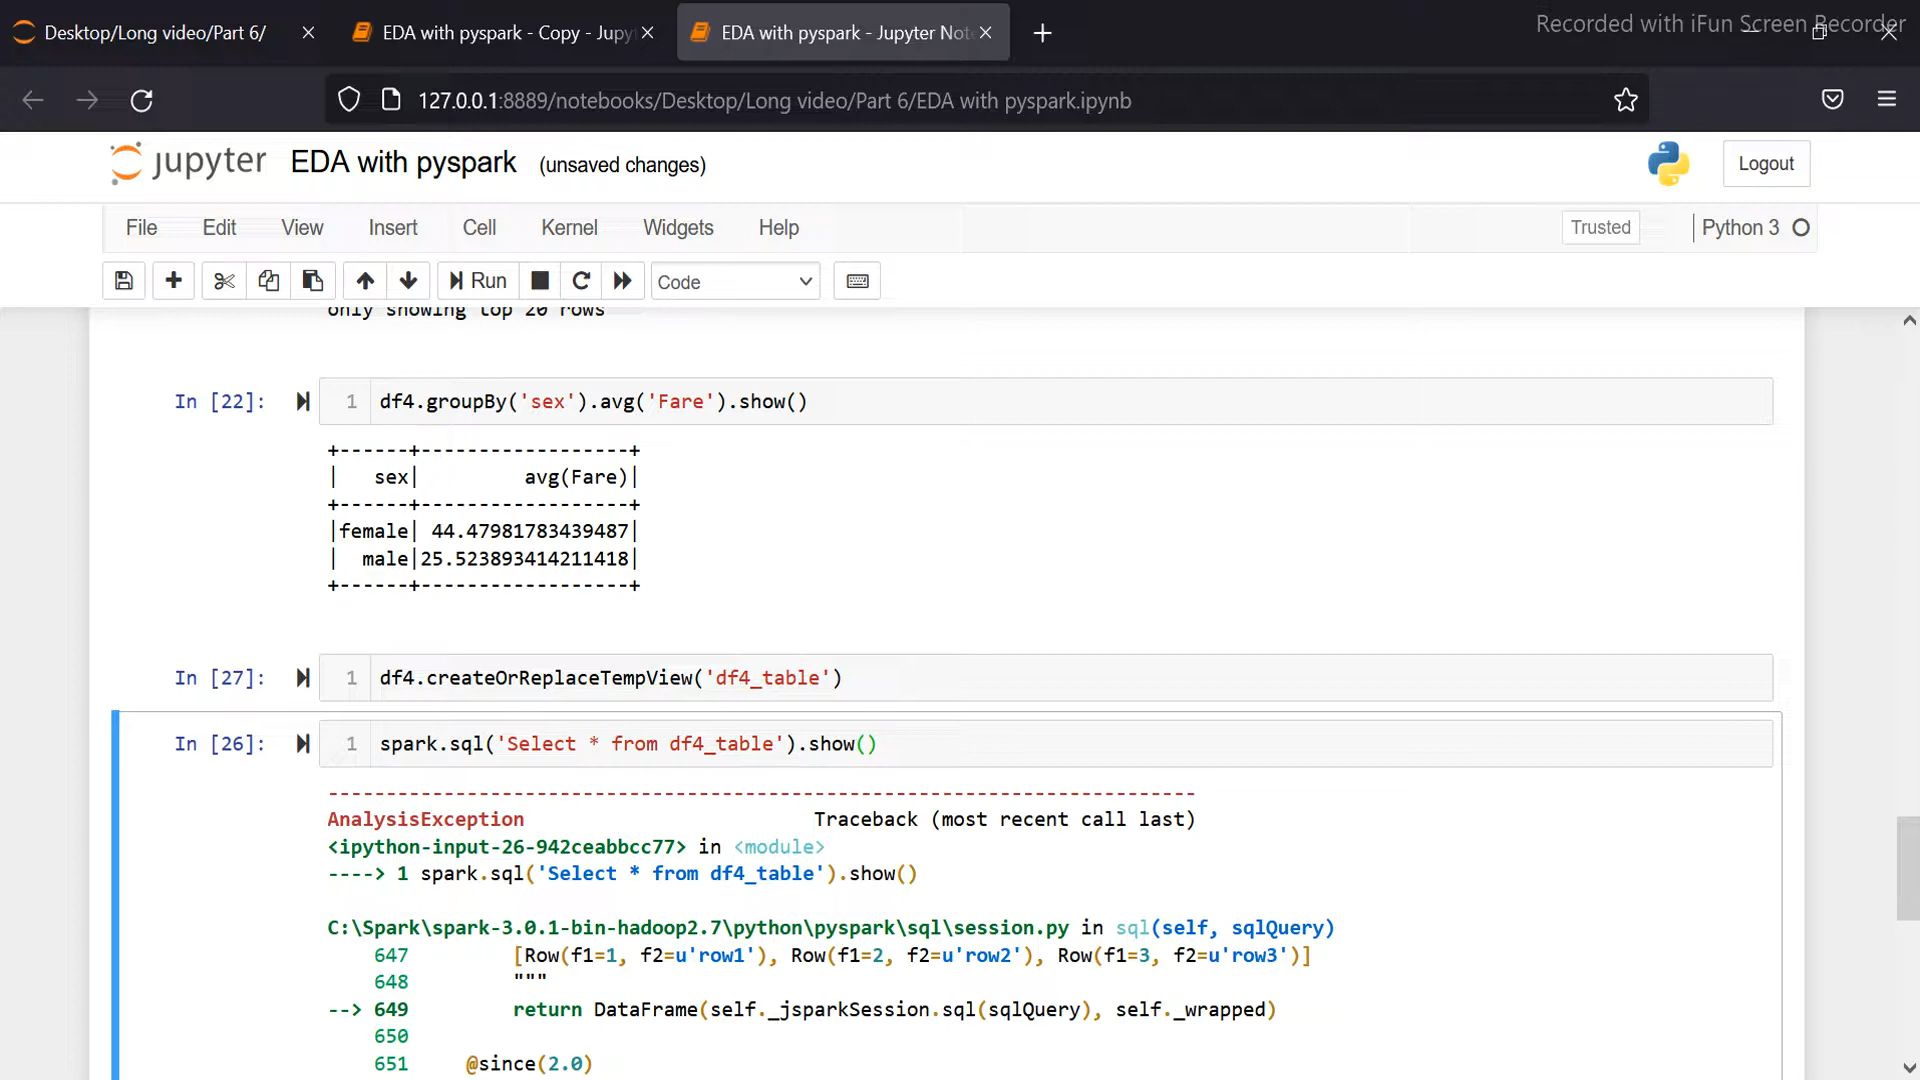 Desktop/Long video/Part 6/
EDA with pyspark - Copy - Jupyt
EDA with pyspark - Jupyter Not
Recorded with iFun Screen Recorder
127.0.0.1:8889/notebooks/Desktop/Long video/Part 6/EDA with pyspark.ipynb
jupyter EDA with pyspark (unsaved changes)
Logout
File Edit View Insert Cell Kernel Widgets Help
Trusted
Python 3
Run
Code
only showing top 20 rows
In [22]: 1 df4.groupBy('sex').avg('Fare').show()
+------+------------------+
|   sex|         avg(Fare)|
+------+------------------+
|female| 44.47981783439487|
|  male|25.523893414211418|
+------+------------------+
In [27]: 1 df4.createOrReplaceTempView('df4_table')
In [26]: 1 spark.sql('Select * from df4_table').show()
---------------------------------------------------------------------------
AnalysisException                         Traceback (most recent call last)
<ipython-input-26-942ceabbcc77> in <module>
----> 1 spark.sql('Select * from df4_table').show()
C:\Spark\spark-3.0.1-bin-hadoop2.7\python\pyspark\sql\session.py in sql(self, sqlQuery)
647         [Row(f1=1, f2=u'row1'), Row(f1=2, f2=u'row2'), Row(f1=3, f2=u'row3')]
648         """
--> 649         return DataFrame(self._jsparkSession.sql(sqlQuery), self._wrapped)
650
651     @since(2.0)